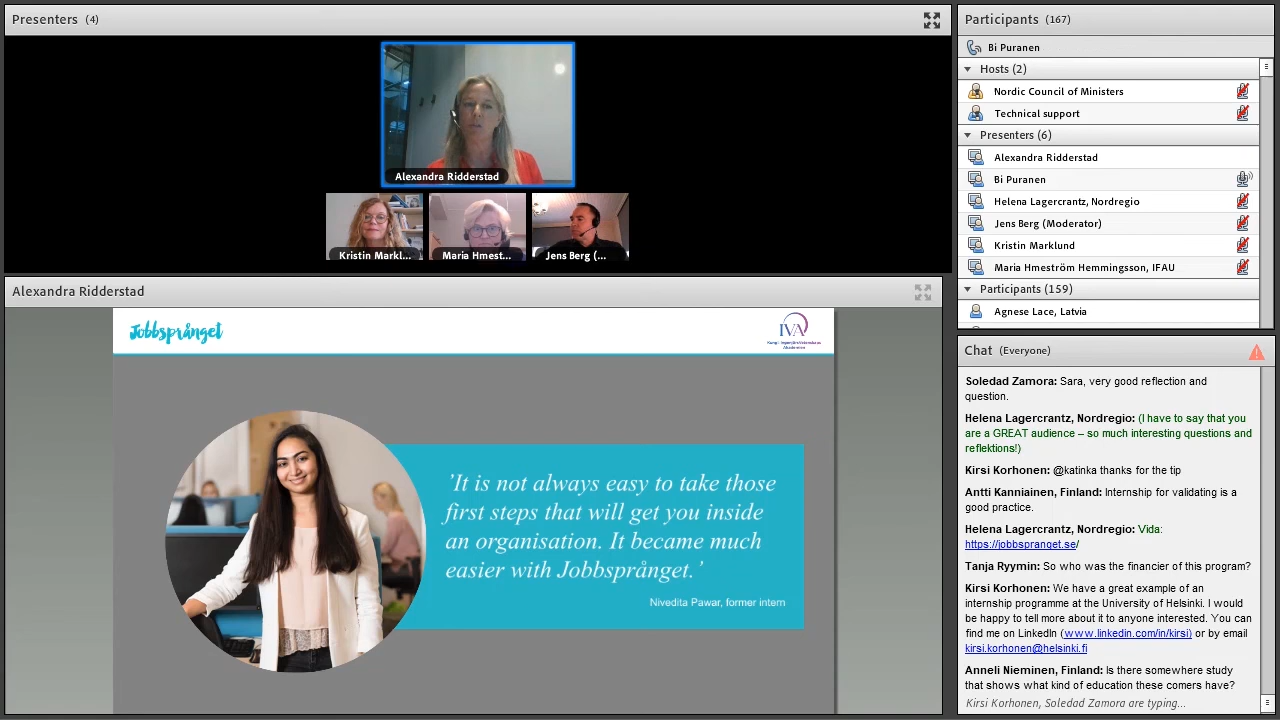 Presenters (4)
Alexandra Ridderstad
Kristin Markl...
Maria Hmest...
Jens Berg (...
Alexandra Ridderstad
Jobbsprånget
IVA
'It is not always easy to take those
first steps that will get you inside
an organisation. It became much
easier with Jobbsprånget.'
Nivedita Pawar, former intern
Participants (167)
Bi Puranen
Hosts (2)
Nordic Council of Ministers
Technical support
Presenters (6)
Alexandra Ridderstad
Bi Puranen
Helena Lagercrantz, Nordregio
Jens Berg (Moderator)
Kristin Marklund
Maria Hmeström Hemmingsson, IFAU
Participants (159)
Agnese Lace, Latvia
Chat (Everyone)
Soledad Zamora: Sara, very good reflection and
question.
Helena Lagercrantz, Nordregio: (I have to say that you
are a GREAT audience – so much interesting questions and
reflektions!)
Kirsi Korhonen: @katinka thanks for the tip
Antti Kanniainen, Finland: Internship for validating is a
good practice.
Helena Lagercrantz, Nordregio: Vida:
https://jobbspranget.se/
Tanja Ryymin: So who was the financier of this program?
Kirsi Korhonen: We have a great example of an
internship programme at the University of Helsinki. I would
be happy to tell more about it to anyone interested. You can
find me on LinkedIn (www.linkedin.com/in/kirsi) or by email
kirsi.korhonen@helsinki.fi
Anneli Nieminen, Finland: Is there somewhere study
that shows what kind of education these comers have?
Kirsi Korhonen, Soledad Zamora are typing...